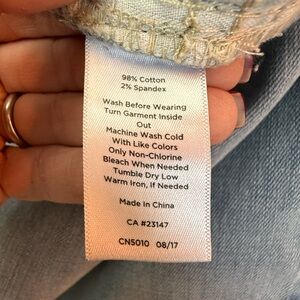 98% Cotton
2% Spandex
Wash Before Wearing
Turn Garment Inside
Out
Machine Wash Cold
With Like Colors
Only Non-Chlorine
Bleach When Needed
Tumble Dry Low
Warm Iron, If Needed
Made in China
CA #23147
CN5010 08/17